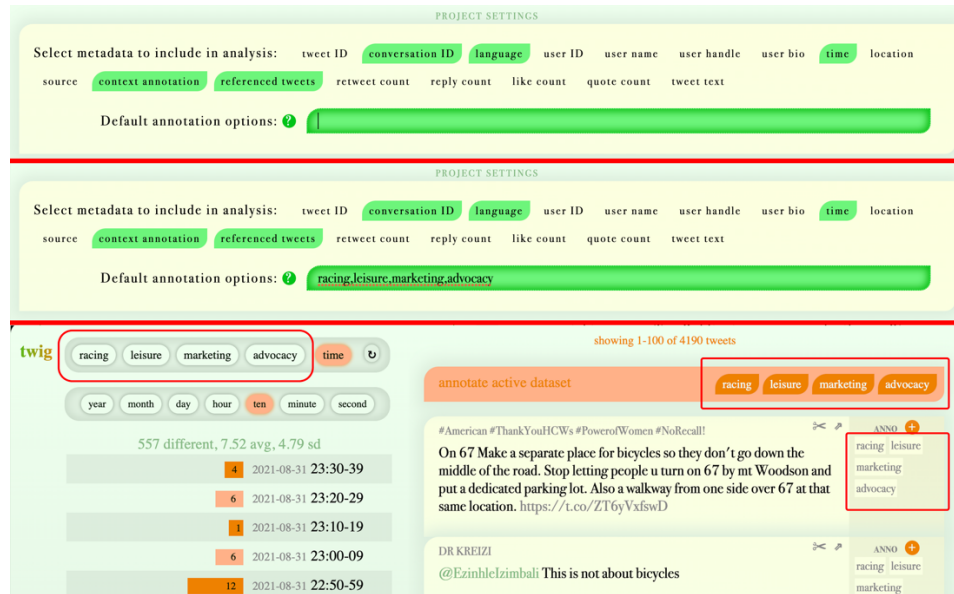 PROJECT SETTINGS
Select metadata to include in analysis: tweet ID conversation ID language user ID user name user handle user bio time location
source context annotation referenced tweets retweet count reply count like count quote count tweet text
Default annotation options: ?
PROJECT SETTINGS
Select metadata to include in analysis: tweet ID conversation ID language user ID user name user handle user bio time location
source context annotation referenced tweets retweet count reply count like count quote count tweet text
Default annotation options: ? racing,leisure,marketing,advocacy
twig racing leisure marketing advocacy time ↻
year month day hour ten minute second
557 different, 7.52 avg, 4.79 sd
4 2021-08-31 23:30-39
6 2021-08-31 23:20-29
1 2021-08-31 23:10-19
6 2021-08-31 23:00-09
12 2021-08-31 22:50-59
showing 1-100 of 4190 tweets
annotate active dataset racing leisure marketing advocacy
#American #ThankYouHCWs #PowerofWomen #NoRecall!
On 67 Make a separate place for bicycles so they don't go down the
middle of the road. Stop letting people u turn on 67 by mt Woodson and
put a dedicated parking lot. Also a walkway from one side over 67 at that
same location. https://t.co/ZT6yVxfswD
ANNO +
racing leisure
marketing
advocacy
DR KREIZI
@EzinhleIzimbali This is not about bicycles
ANNO +
racing leisure
marketing